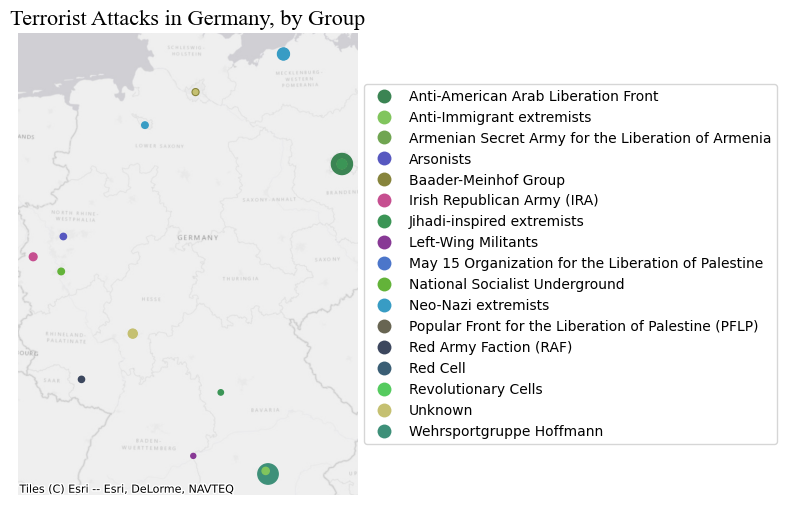 Terrorist Attacks in Germany, by Group
SCHLESWIG-
HOLSTEIN
MECKLENBURG-
WESTERN
POMERANIA
LOWER SAXONY
BRANDEN
SAXONY-ANHALT
NORTH RHINE-
WESTPHALIA
GERMANY
SAXONY
THURINGIA
HESSE
RHINELAND-
PALATINATE
SAAR
BAVARIA
BADEN-
WURTTEMBERG
Tiles (C) Esri -- Esri, DeLorme, NAVTEQ
Anti-American Arab Liberation Front
Anti-Immigrant extremists
Armenian Secret Army for the Liberation of Armenia
Arsonists
Baader-Meinhof Group
Irish Republican Army (IRA)
Jihadi-inspired extremists
Left-Wing Militants
May 15 Organization for the Liberation of Palestine
National Socialist Underground
Neo-Nazi extremists
Popular Front for the Liberation of Palestine (PFLP)
Red Army Faction (RAF)
Red Cell
Revolutionary Cells
Unknown
Wehrsportgruppe Hoffmann